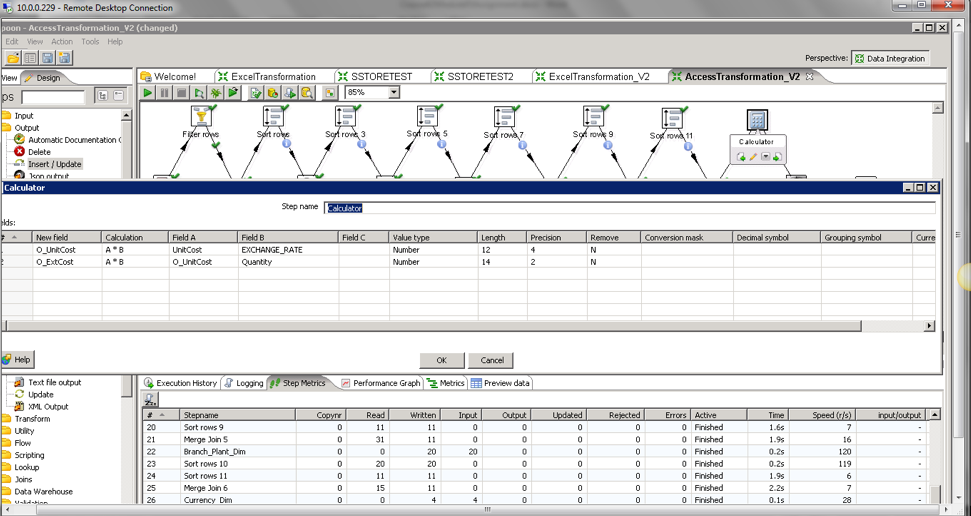 10.0.0.229 - Remote Desktop Connection
spoon - AccessTransformation_V2 (changed)
Edit View Action Tools Help
Perspective: Data Integration
View Design
Welcome! ExcelTransformation SSTORETEST SSTORETEST2 ExcelTransformation_V2 AccessTransformation_V2
ps
85%
Input
Output
Automatic Documentation O
Delete
Insert / Update
Json output
Filter rows Sort rows Sort rows 3 Sort rows 5 Sort rows 7 Sort rows 9 Sort rows 11 Calculator
Calculator
Step name Calculator
elds:
# New field Calculation Field A Field B Field C Value type Length Precision Remove Conversion mask Decimal symbol Grouping symbol Curre
O_UnitCost A * B UnitCost EXCHANGE_RATE Number 12 4 N
2 O_ExtCost A * B O_UnitCost Quantity Number 14 2 N
Help OK Cancel
Text file output
Update
XML Output
Transform
Utility
Flow
Scripting
Lookup
Joins
Data Warehouse
Validation
Execution History Logging Step Metrics Performance Graph Metrics Preview data
# Stepname Copynr Read Written Input Output Updated Rejected Errors Active Time Speed (r/s) input/output
20 Sort rows 9 0 11 11 0 0 0 0 0 Finished 1.6s 7 -
21 Merge Join 5 0 31 11 0 0 0 0 0 Finished 1.9s 16 -
22 Branch_Plant_Dim 0 0 20 20 0 0 0 0 Finished 0.2s 120 -
23 Sort rows 10 0 20 20 0 0 0 0 0 Finished 0.2s 119 -
24 Sort rows 11 0 11 11 0 0 0 0 0 Finished 1.9s 6 -
25 Merge Join 6 0 15 11 0 0 0 0 0 Finished 2.2s 7 -
26 Currency_Dim 0 0 4 4 0 0 0 0 Finished 0.1s 28 -